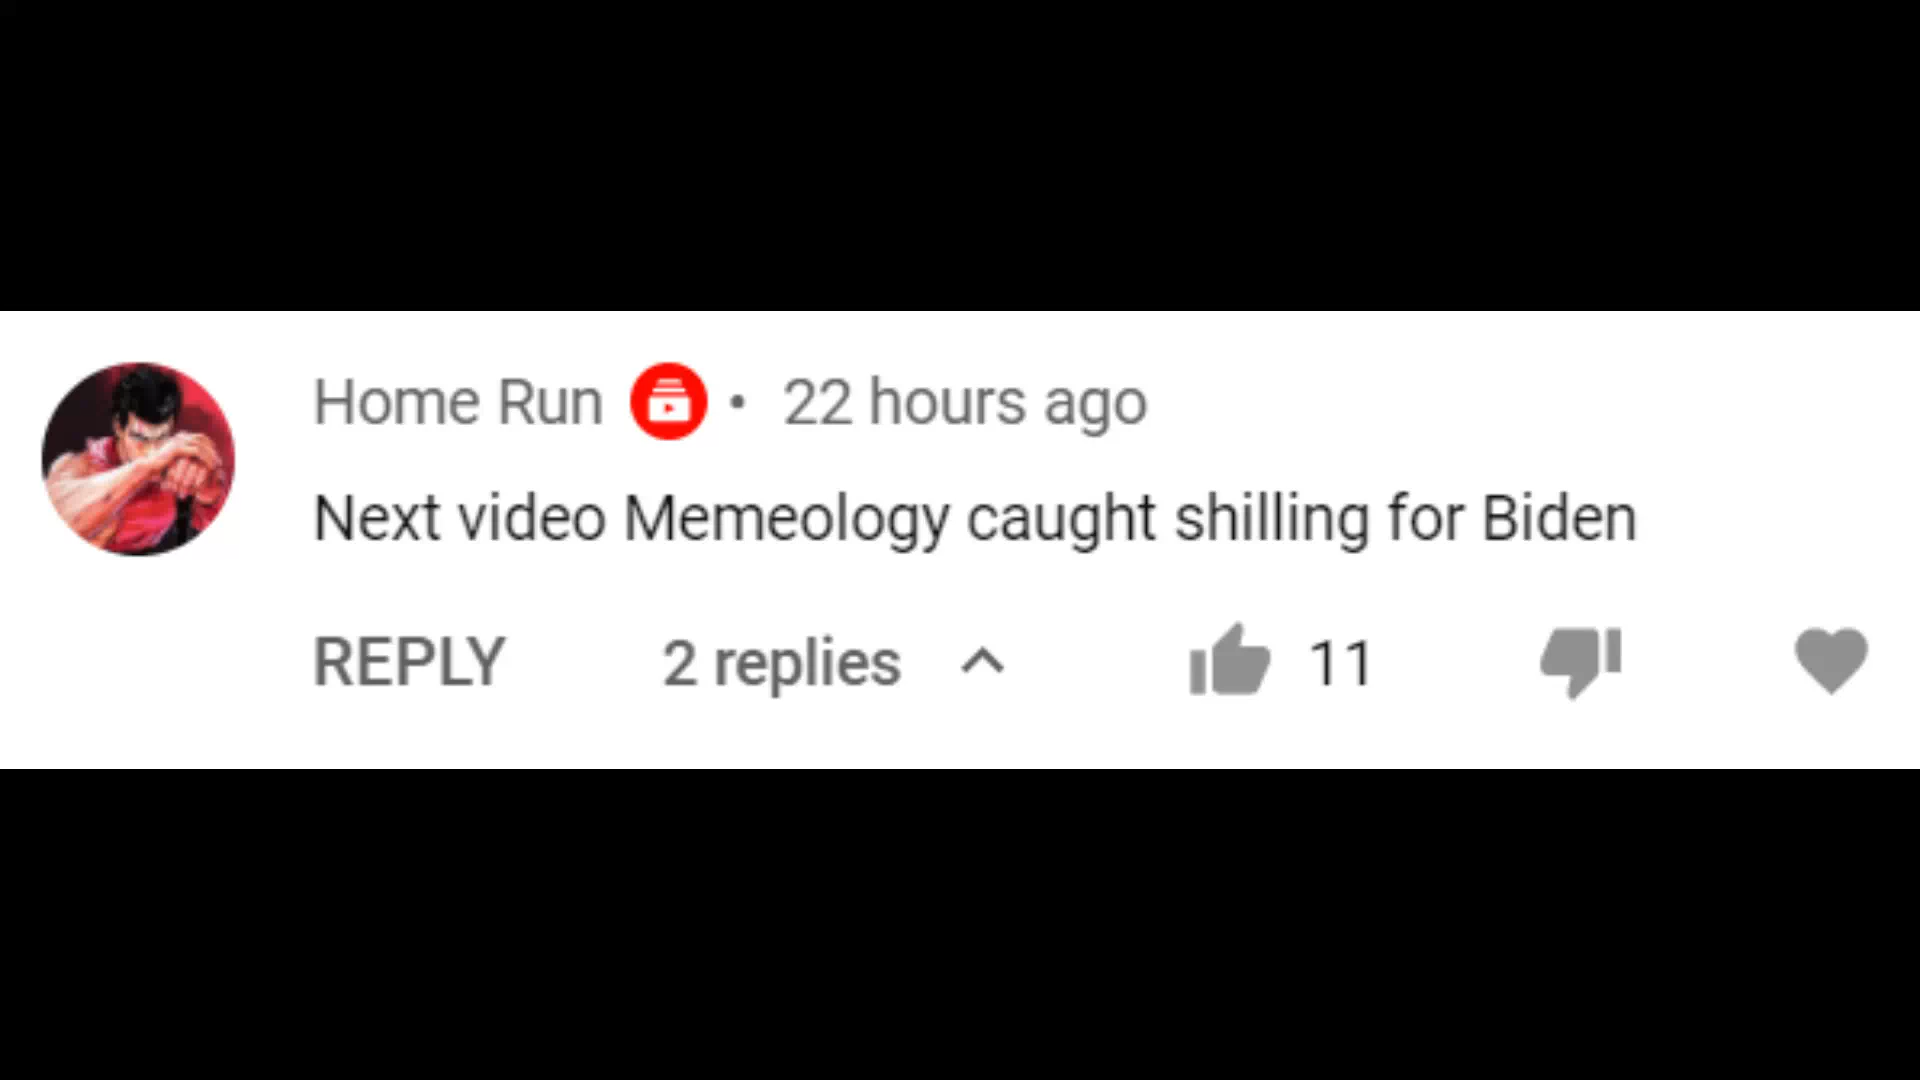 Home Run • 22 hours ago
Next video Memeology caught shilling for Biden
REPLY 2 replies 11